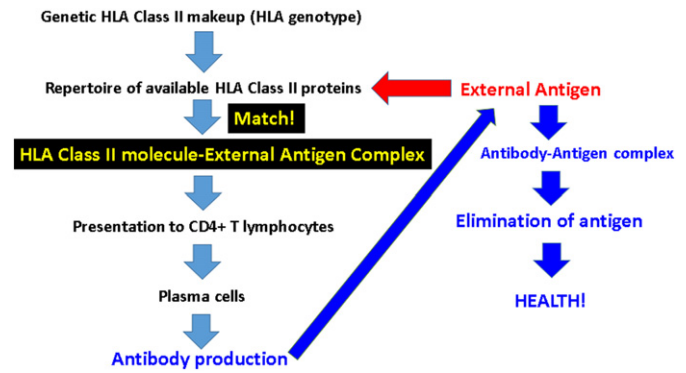 Genetic HLA Class II makeup (HLA genotype)
Repertoire of available HLA Class II proteins
External Antigen
Match!
HLA Class II molecule-External Antigen Complex
Antibody-Antigen complex
Presentation to CD4+ T lymphocytes
Elimination of antigen
Plasma cells
HEALTH!
Antibody production